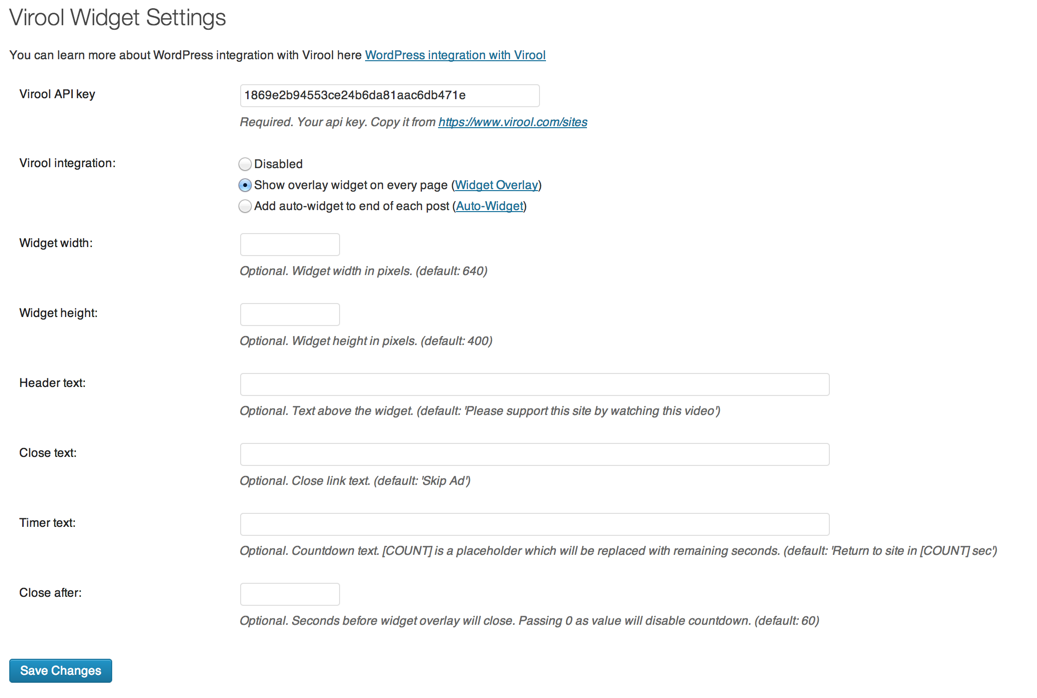 Virool Widget Settings
You can learn more about WordPress integration with Virool here WordPress integration with Virool
Virool API key
1869e2b94553ce24b6da81aac6db471e
Required. Your api key. Copy it from https://www.virool.com/sites
Virool integration:
Disabled
Show overlay widget on every page (Widget Overlay)
Add auto-widget to end of each post (Auto-Widget)
Widget width:
Optional. Widget width in pixels. (default: 640)
Widget height:
Optional. Widget height in pixels. (default: 400)
Header text:
Optional. Text above the widget. (default: 'Please support this site by watching this video')
Close text:
Optional. Close link text. (default: 'Skip Ad')
Timer text:
Optional. Countdown text. [COUNT] is a placeholder which will be replaced with remaining seconds. (default: 'Return to site in [COUNT] sec')
Close after:
Optional. Seconds before widget overlay will close. Passing 0 as value will disable countdown. (default: 60)
Save Changes